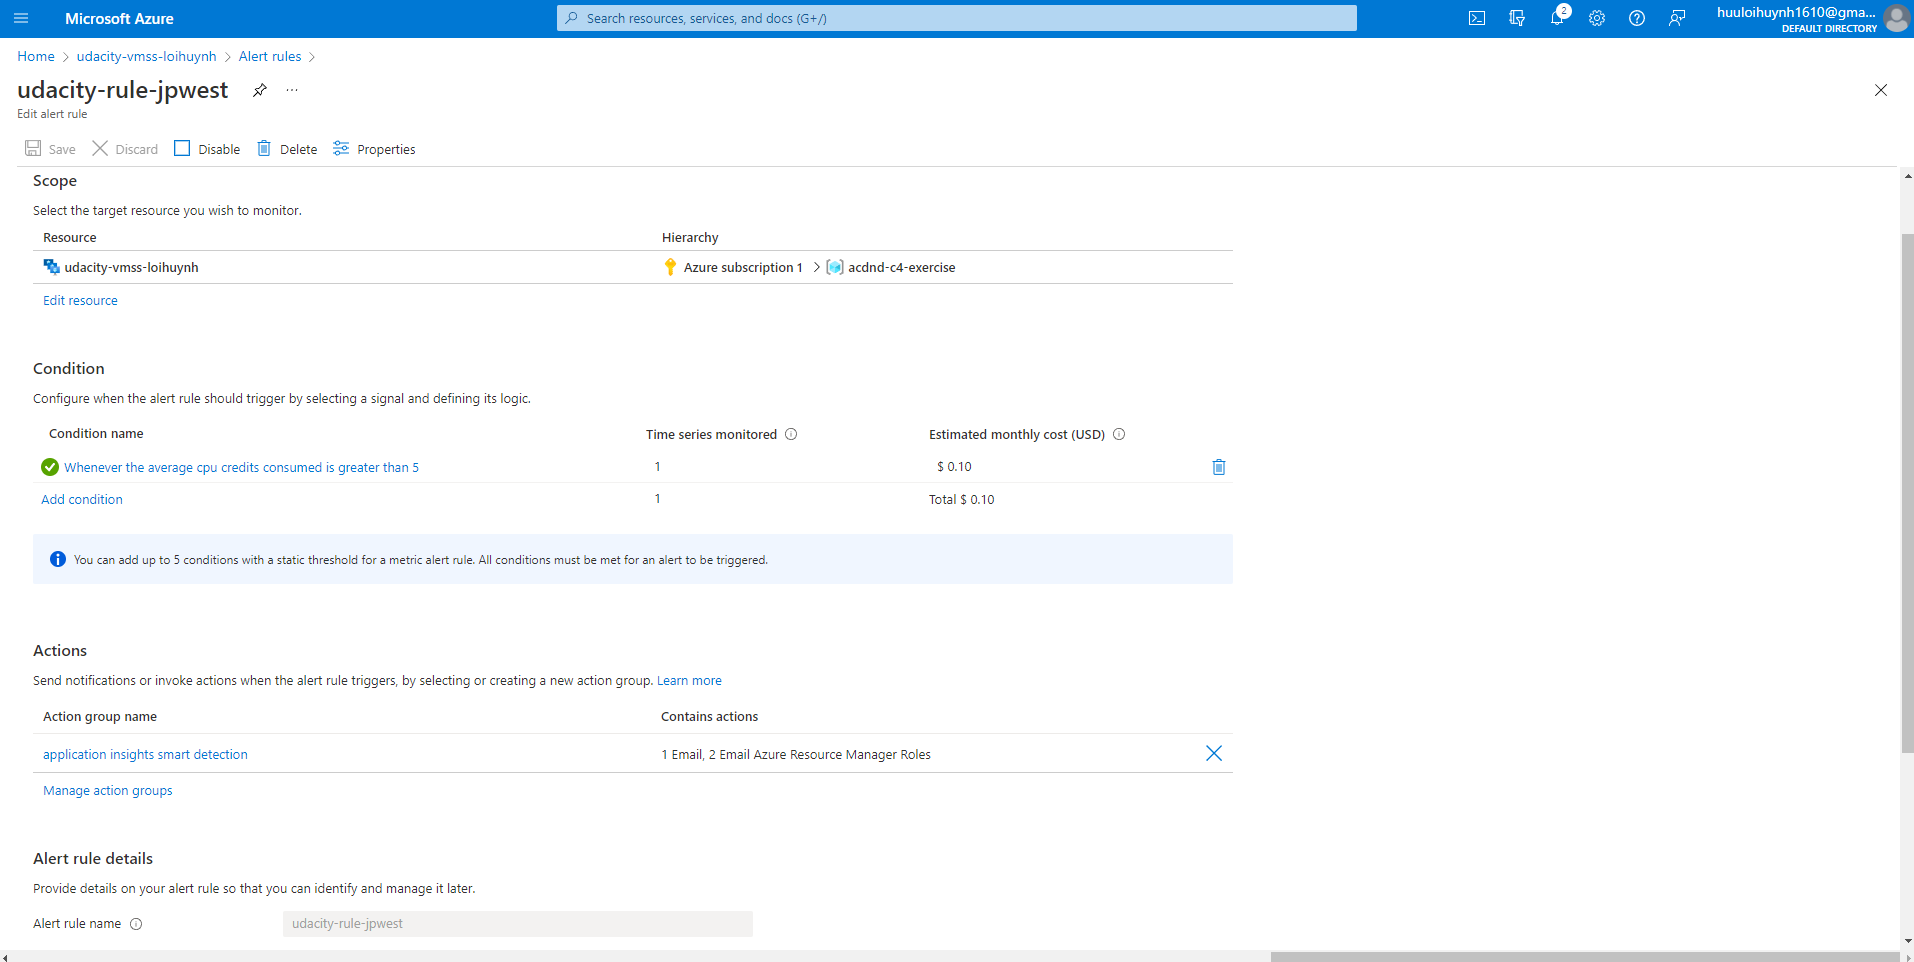 Microsoft Azure
Search resources, services, and docs (G+/)
2
huuloihuynh1610@gma...
DEFAULT DIRECTORY
Home > udacity-vmss-loihuynh > Alert rules >
udacity-rule-jpwest ...
Edit alert rule
Save Discard Disable Delete Properties
Scope
Select the target resource you wish to monitor.
Resource Hierarchy
udacity-vmss-loihuynh Azure subscription 1 > acdnd-c4-exercise
Edit resource
Condition
Configure when the alert rule should trigger by selecting a signal and defining its logic.
Condition name Time series monitored Estimated monthly cost (USD)
Whenever the average cpu credits consumed is greater than 5 1 $ 0.10
Add condition 1 Total $ 0.10
You can add up to 5 conditions with a static threshold for a metric alert rule. All conditions must be met for an alert to be triggered.
Actions
Send notifications or invoke actions when the alert rule triggers, by selecting or creating a new action group. Learn more
Action group name Contains actions
application insights smart detection 1 Email, 2 Email Azure Resource Manager Roles
Manage action groups
Alert rule details
Provide details on your alert rule so that you can identify and manage it later.
Alert rule name udacity-rule-jpwest